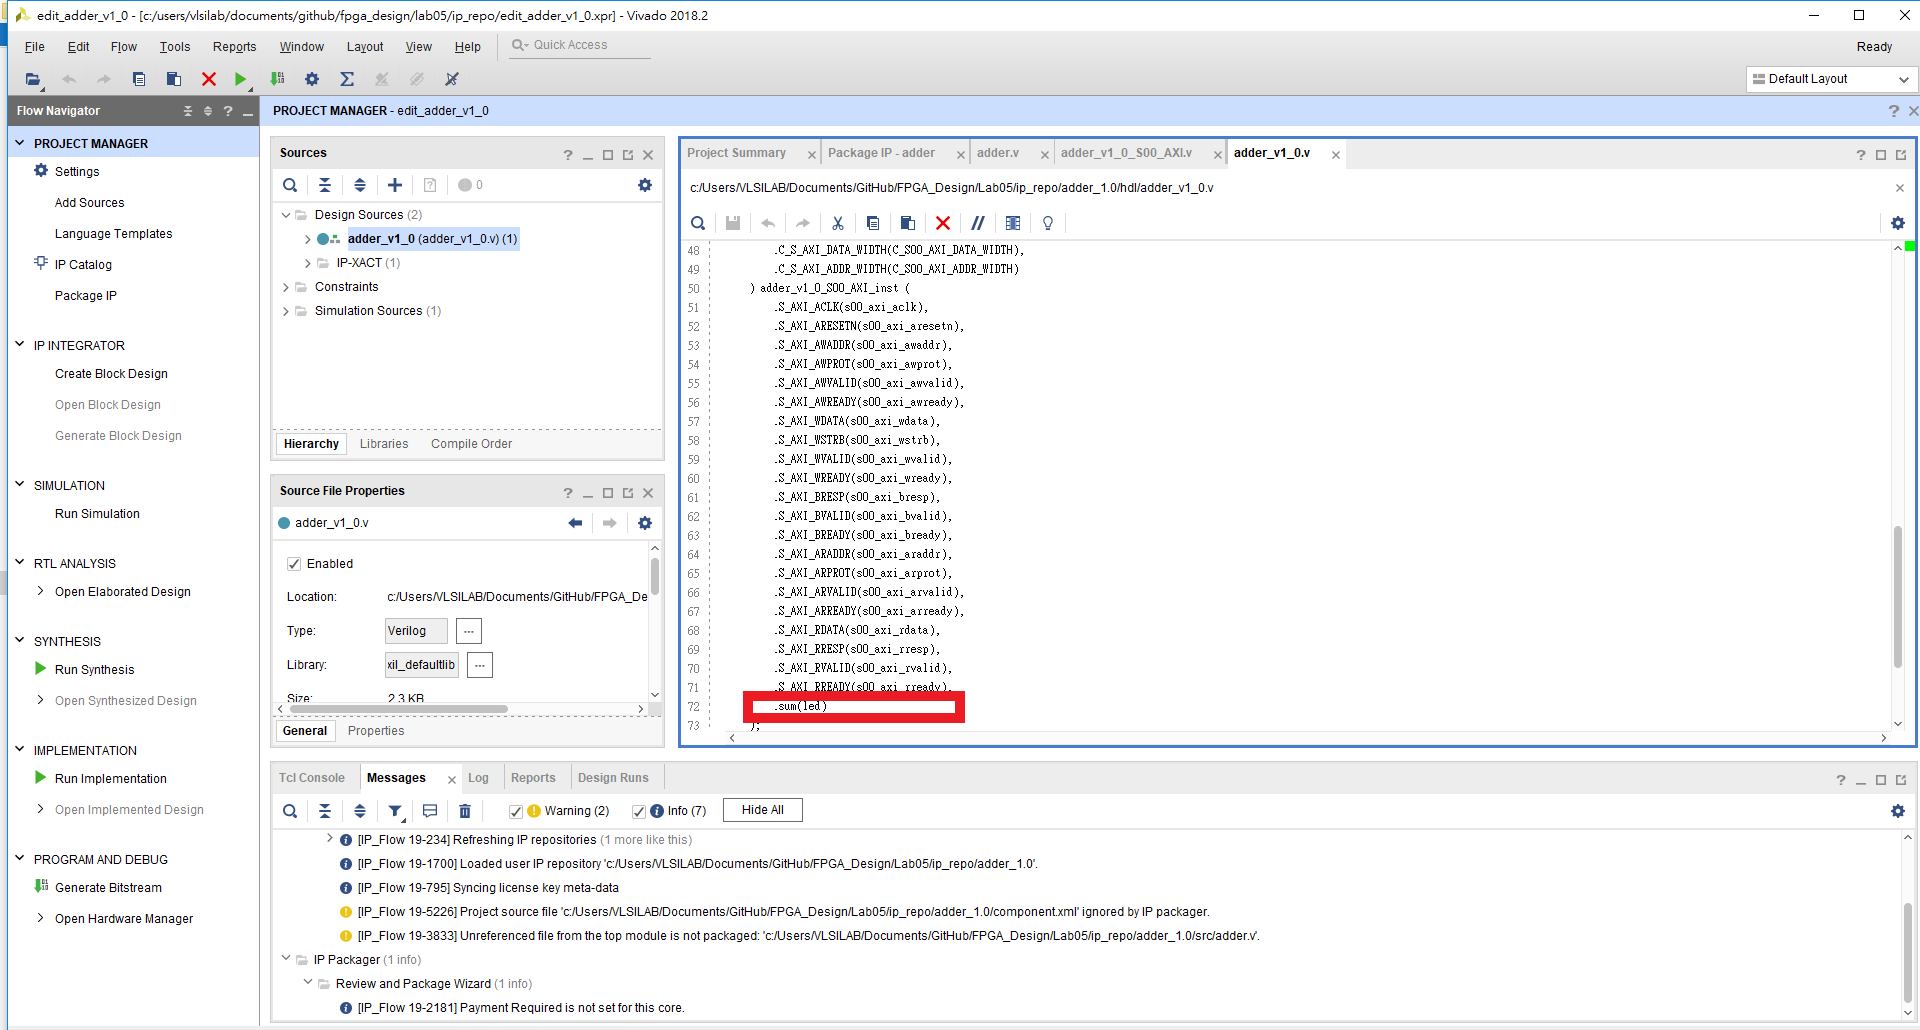 edit_adder_v1_0 - [c:/users/vlsilab/documents/github/fpga_design/lab05/ip_repo/edit_adder_v1_0.xpr] - Vivado 2018.2
File Edit Flow Tools Reports Window Layout View Help Quick Access Ready
Default Layout
Flow Navigator
PROJECT MANAGER
Settings
Add Sources
Language Templates
IP Catalog
Package IP
IP INTEGRATOR
Create Block Design
Open Block Design
Generate Block Design
SIMULATION
Run Simulation
RTL ANALYSIS
Open Elaborated Design
SYNTHESIS
Run Synthesis
Open Synthesized Design
IMPLEMENTATION
Run Implementation
Open Implemented Design
PROGRAM AND DEBUG
Generate Bitstream
Open Hardware Manager
PROJECT MANAGER - edit_adder_v1_0
Sources
0
Design Sources (2)
adder_v1_0 (adder_v1_0.v) (1)
IP-XACT (1)
Constraints
Simulation Sources (1)
Hierarchy Libraries Compile Order
Source File Properties
adder_v1_0.v
Enabled
Location: c:/Users/VLSILAB/Documents/GitHub/FPGA_De
Type: Verilog ...
Library: xil_defaultlib ...
Size: 2.3 KB
General Properties
Project Summary Package IP - adder adder.v adder_v1_0_S00_AXI.v adder_v1_0.v
c:/Users/VLSILAB/Documents/GitHub/FPGA_Design/Lab05/ip_repo/adder_1.0/hdl/adder_v1_0.v
48 .C_S_AXI_DATA_WIDTH(C_S00_AXI_DATA_WIDTH),
49 .C_S_AXI_ADDR_WIDTH(C_S00_AXI_ADDR_WIDTH)
50 ) adder_v1_0_S00_AXI_inst (
51 .S_AXI_ACLK(s00_axi_aclk),
52 .S_AXI_ARESETN(s00_axi_aresetn),
53 .S_AXI_AWADDR(s00_axi_awaddr),
54 .S_AXI_AWPROT(s00_axi_awprot),
55 .S_AXI_AWVALID(s00_axi_awvalid),
56 .S_AXI_AWREADY(s00_axi_awready),
57 .S_AXI_WDATA(s00_axi_wdata),
58 .S_AXI_WSTRB(s00_axi_wstrb),
59 .S_AXI_WVALID(s00_axi_wvalid),
60 .S_AXI_WREADY(s00_axi_wready),
61 .S_AXI_BRESP(s00_axi_bresp),
62 .S_AXI_BVALID(s00_axi_bvalid),
63 .S_AXI_BREADY(s00_axi_bready),
64 .S_AXI_ARADDR(s00_axi_araddr),
65 .S_AXI_ARPROT(s00_axi_arprot),
66 .S_AXI_ARVALID(s00_axi_arvalid),
67 .S_AXI_ARREADY(s00_axi_arready),
68 .S_AXI_RDATA(s00_axi_rdata),
69 .S_AXI_RRESP(s00_axi_rresp),
70 .S_AXI_RVALID(s00_axi_rvalid),
71 .S_AXI_RREADY(s00_axi_rready),
72 .sum(led)
73 );
Tcl Console Messages Log Reports Design Runs
Warning (2) Info (7) Hide All
[IP_Flow 19-234] Refreshing IP repositories (1 more like this)
[IP_Flow 19-1700] Loaded user IP repository 'c:/Users/VLSILAB/Documents/GitHub/FPGA_Design/Lab05/ip_repo/adder_1.0'.
[IP_Flow 19-795] Syncing license key meta-data
[IP_Flow 19-5226] Project source file 'c:/Users/VLSILAB/Documents/GitHub/FPGA_Design/Lab05/ip_repo/adder_1.0/component.xml' ignored by IP packager.
[IP_Flow 19-3833] Unreferenced file from the top module is not packaged: 'c:/Users/VLSILAB/Documents/GitHub/FPGA_Design/Lab05/ip_repo/adder_1.0/src/adder.v'.
IP Packager (1 info)
Review and Package Wizard (1 info)
[IP_Flow 19-2181] Payment Required is not set for this core.